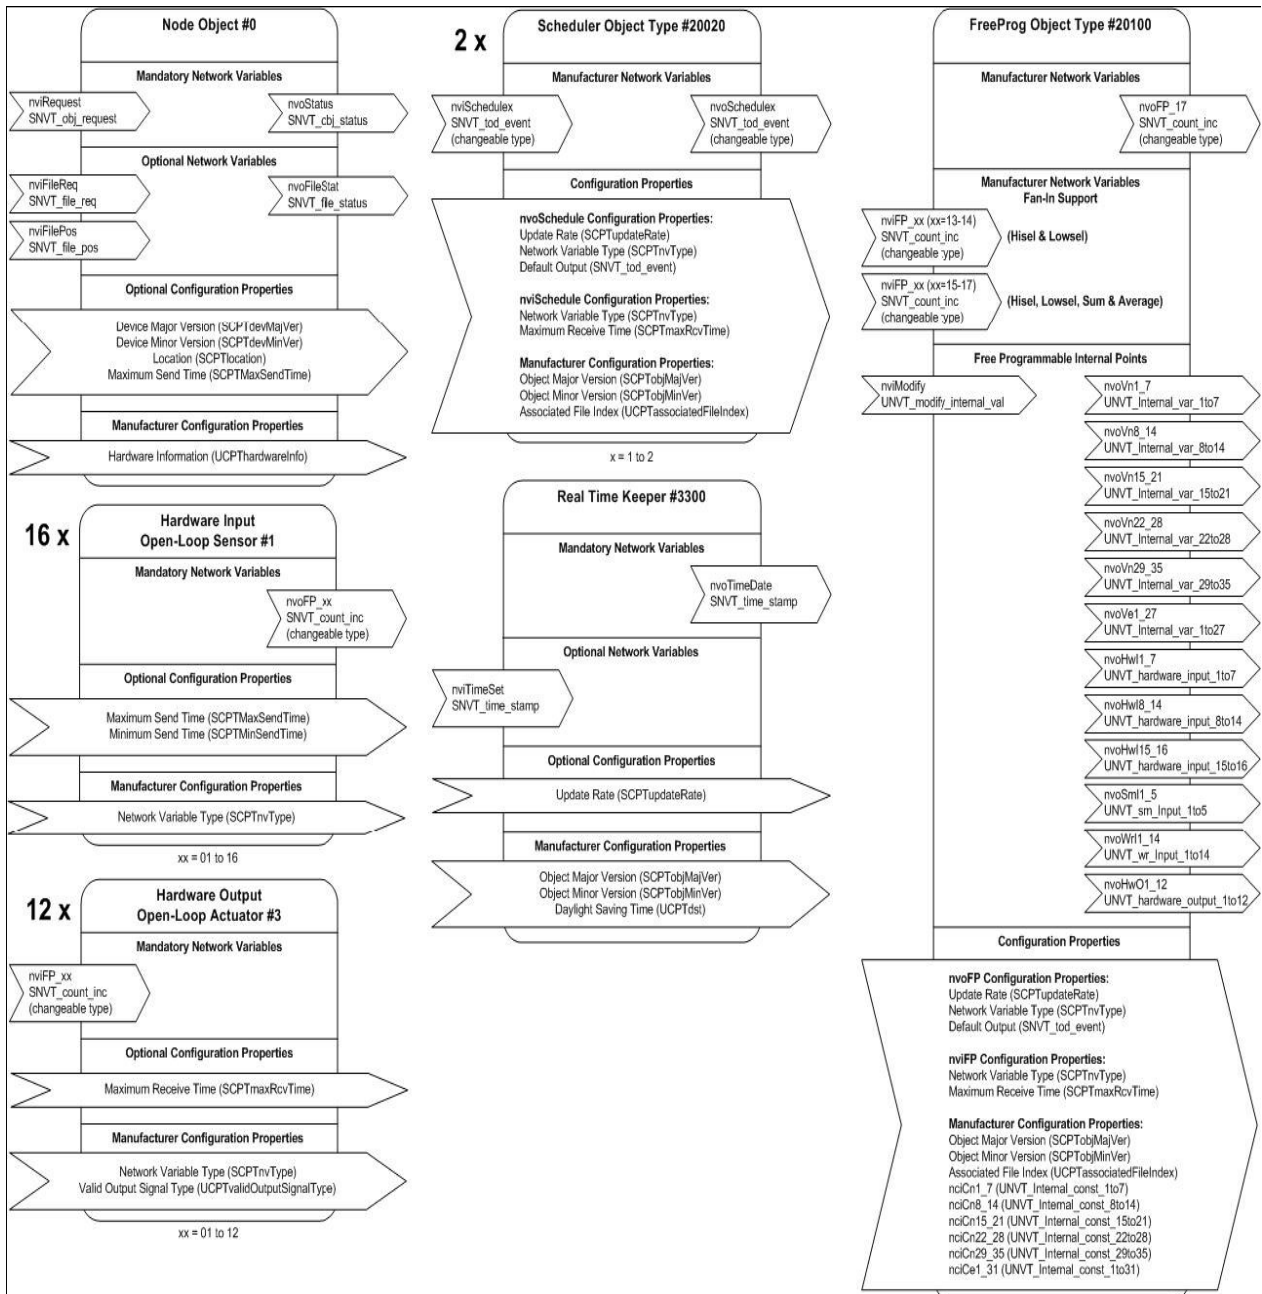 Node Object #0
Mandatory Network Variables
nviRequest
SNVT_obj_request
nvoStatus
SNVT_cbj_status
Optional Network Variables
nviFileReq
SNVT_file_req
nvoFileStat
SNVT_file_status
nviFilePos
SNVT_file_pos
Optional Configuration Properties
Device Major Version (SCPTdevMajVer)
Device Minor Version (SCPTdevMinVer)
Location (SCPTlocation)
Maximum Send Time (SCPTMaxSendTime)
Manufacturer Configuration Properties
Hardware Information (UCPThardwareInfo)
16 x
Hardware Input
Open-Loop Sensor #1
Mandatory Network Variables
nvoFP_xx
SNVT_count_inc
(changeable type)
Optional Configuration Properties
Maximum Send Time (SCPTMaxSendTime)
Minimum Send Time (SCPTMinSendTime)
Manufacturer Configuration Properties
Network Variable Type (SCPTnvType)
xx = 01 to 16
12 x
Hardware Output
Open-Loop Actuator #3
Mandatory Network Variables
nviFP_xx
SNVT_count_inc
(changeable type)
Optional Configuration Properties
Maximum Receive Time (SCPTmaxRcvTime)
Manufacturer Configuration Properties
Network Variable Type (SCPTnvType)
Valid Output Signal Type (UCPTvalidOutputSignalType)
xx = 01 to 12
2 x
Scheduler Object Type #20020
Manufacturer Network Variables
nviSchedulex
SNVT_tod_event
(changeable type)
nvoSchedulex
SNVT_tod_event
(changeable type)
Configuration Properties
nvoSchedule Configuration Properties:
Update Rate (SCPTupdateRate)
Network Variable Type (SCPTnvType)
Default Output (SNVT_tod_event)
nviSchedule Configuration Properties:
Network Variable Type (SCPTnvType)
Maximum Receive Time (SCPTmaxRcvTime)
Manufacturer Configuration Properties:
Object Major Version (SCPTobjMajVer)
Object Minor Version (SCPTobjMinVer)
Associated File Index (UCPTassociatedFileIndex)
x = 1 to 2
Real Time Keeper #3300
Mandatory Network Variables
nvoTimeDate
SNVT_time_stamp
Optional Network Variables
nviTimeSet
SNVT_time_stamp
Optional Configuration Properties
Update Rate (SCPTupdateRate)
Manufacturer Configuration Properties
Object Major Version (SCPTobjMajVer)
Object Minor Version (SCPTobjMinVer)
Daylight Saving Time (UCPTdst)
FreeProg Object Type #20100
Manufacturer Network Variables
nvoFP_17
SNVT_count_inc
(changeable type)
Manufacturer Network Variables
Fan-In Support
nviFP_xx (xx=13-14)
SNVT_count_inc
(changeable type)
(Hisel & Lowsel)
nviFP_xx (xx=15-17)
SNVT_count_inc
(changeable type)
(Hisel, Lowsel, Sum & Average)
Free Programmable Internal Points
nviModify
UNVT_modify_internal_val
nvoVn1_7
UNVT_Internal_var_1to7
nvoVn8_14
UNVT_Internal_var_8to14
nvoVn15_21
UNVT_Internal_var_15to21
nvoVn22_28
UNVT_Internal_var_22to28
nvoVn29_35
UNVT_Internal_var_29to35
nvoVe1_27
UNVT_Internal_var_1to27
nvoHwI1_7
UNVT_hardware_input_1to7
nvoHwI8_14
UNVT_hardware_input_8to14
nvoHwI15_16
UNVT_hardware_input_15to16
nvoSmI1_5
UNVT_sm_Input_1to5
nvoWrI1_14
UNVT_wr_Input_1to14
nvoHwO1_12
UNVT_hardware_output_1to12
Configuration Properties
nvoFP Configuration Properties:
Update Rate (SCPTupdateRate)
Network Variable Type (SCPTnvType)
Default Output (SNVT_tod_event)
nviFP Configuration Properties:
Network Variable Type (SCPTnvType)
Maximum Receive Time (SCPTmaxRcvTime)
Manufacturer Configuration Properties:
Object Major Version (SCPTobjMajVer)
Object Minor Version (SCPTobjMinVer)
Associated File Index (UCPTassociatedFileIndex)
nciCn1_7 (UNVT_Internal_const_1to7)
nciCn8_14 (UNVT_Internal_const_8to14)
nciCn15_21 (UNVT_Internal_const_15to21)
nciCn22_28 (UNVT_Internal_const_22to28)
nciCn29_35 (UNVT_Internal_const_29to35)
nciCe1_31 (UNVT_Internal_const_1to31)